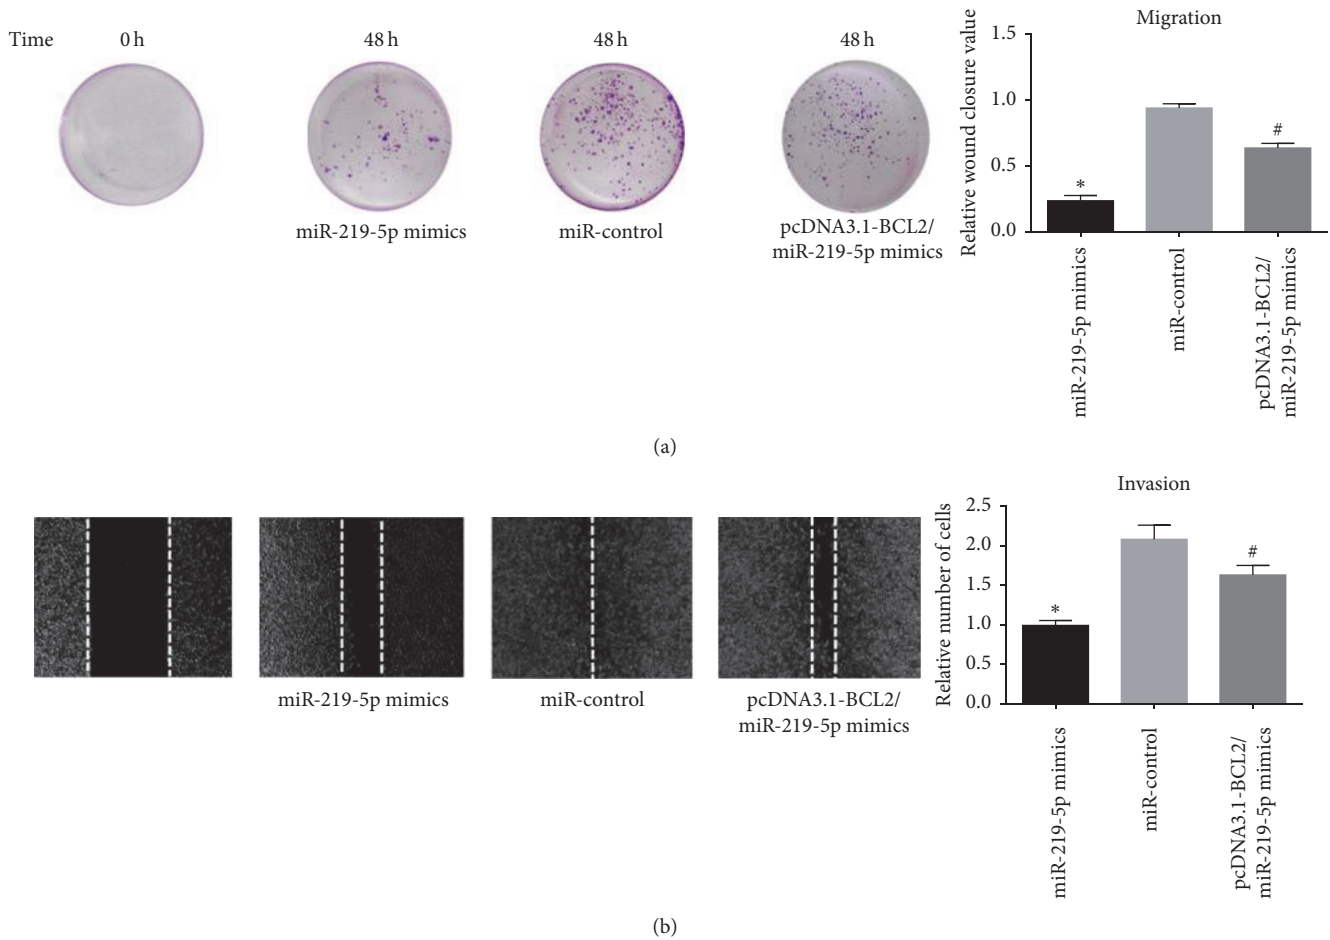 Time
0 h
48 h
48 h
48 h
miR-219-5p mimics
miR-control
pcDNA3.1-BCL2/
miR-219-5p mimics
Migration
Relative wound closure value
1.5
1.0
0.5
0.0
*
#
miR-219-5p mimics
miR-control
pcDNA3.1-BCL2/
miR-219-5p mimics
(a)
miR-219-5p mimics
miR-control
pcDNA3.1-BCL2/
miR-219-5p mimics
Invasion
Relative number of cells
2.5
2.0
1.5
1.0
0.5
0.0
*
#
miR-219-5p mimics
miR-control
pcDNA3.1-BCL2/
miR-219-5p mimics
(b)